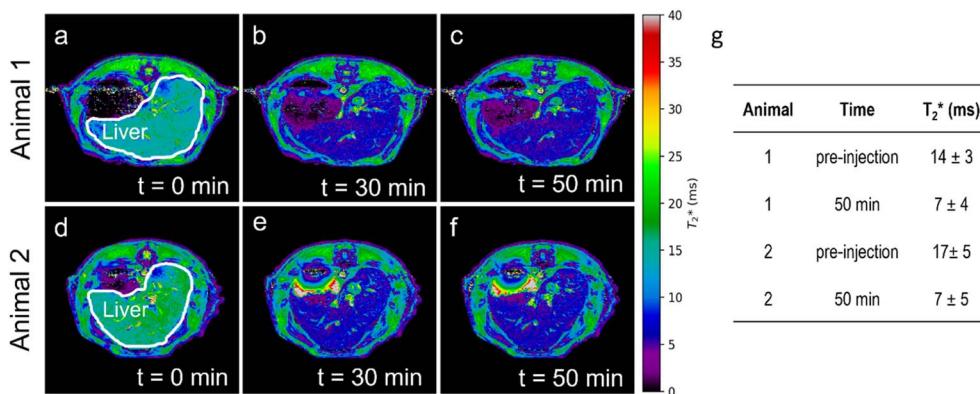 Animal 1
a
b
c
g
Liver
t = 0 min
t = 30 min
t = 50 min
Animal 2
d
e
f
Liver
t = 0 min
t = 30 min
t = 50 min
40
35
30
25
20
15
10
5
0
T₂* (ms)
Animal Time T₂* (ms)
1 pre-injection 14 ± 3
1 50 min 7 ± 4
2 pre-injection 17± 5
2 50 min 7 ± 5